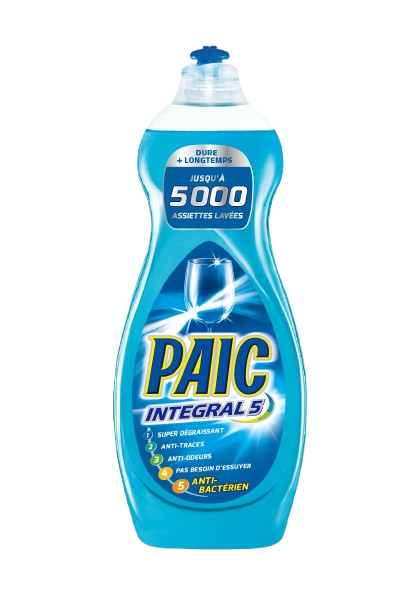 DURE
+ LONGTEMPS
JUSQU'À
5000
ASSIETTES LAVÉES
PAIC
INTEGRAL 5
1 SUPER DÉGRAISSANT
2 ANTI-TRACES
3 ANTI-ODEURS
4 PAS BESOIN D'ESSUYER
5 ANTI-
BACTÉRIEN